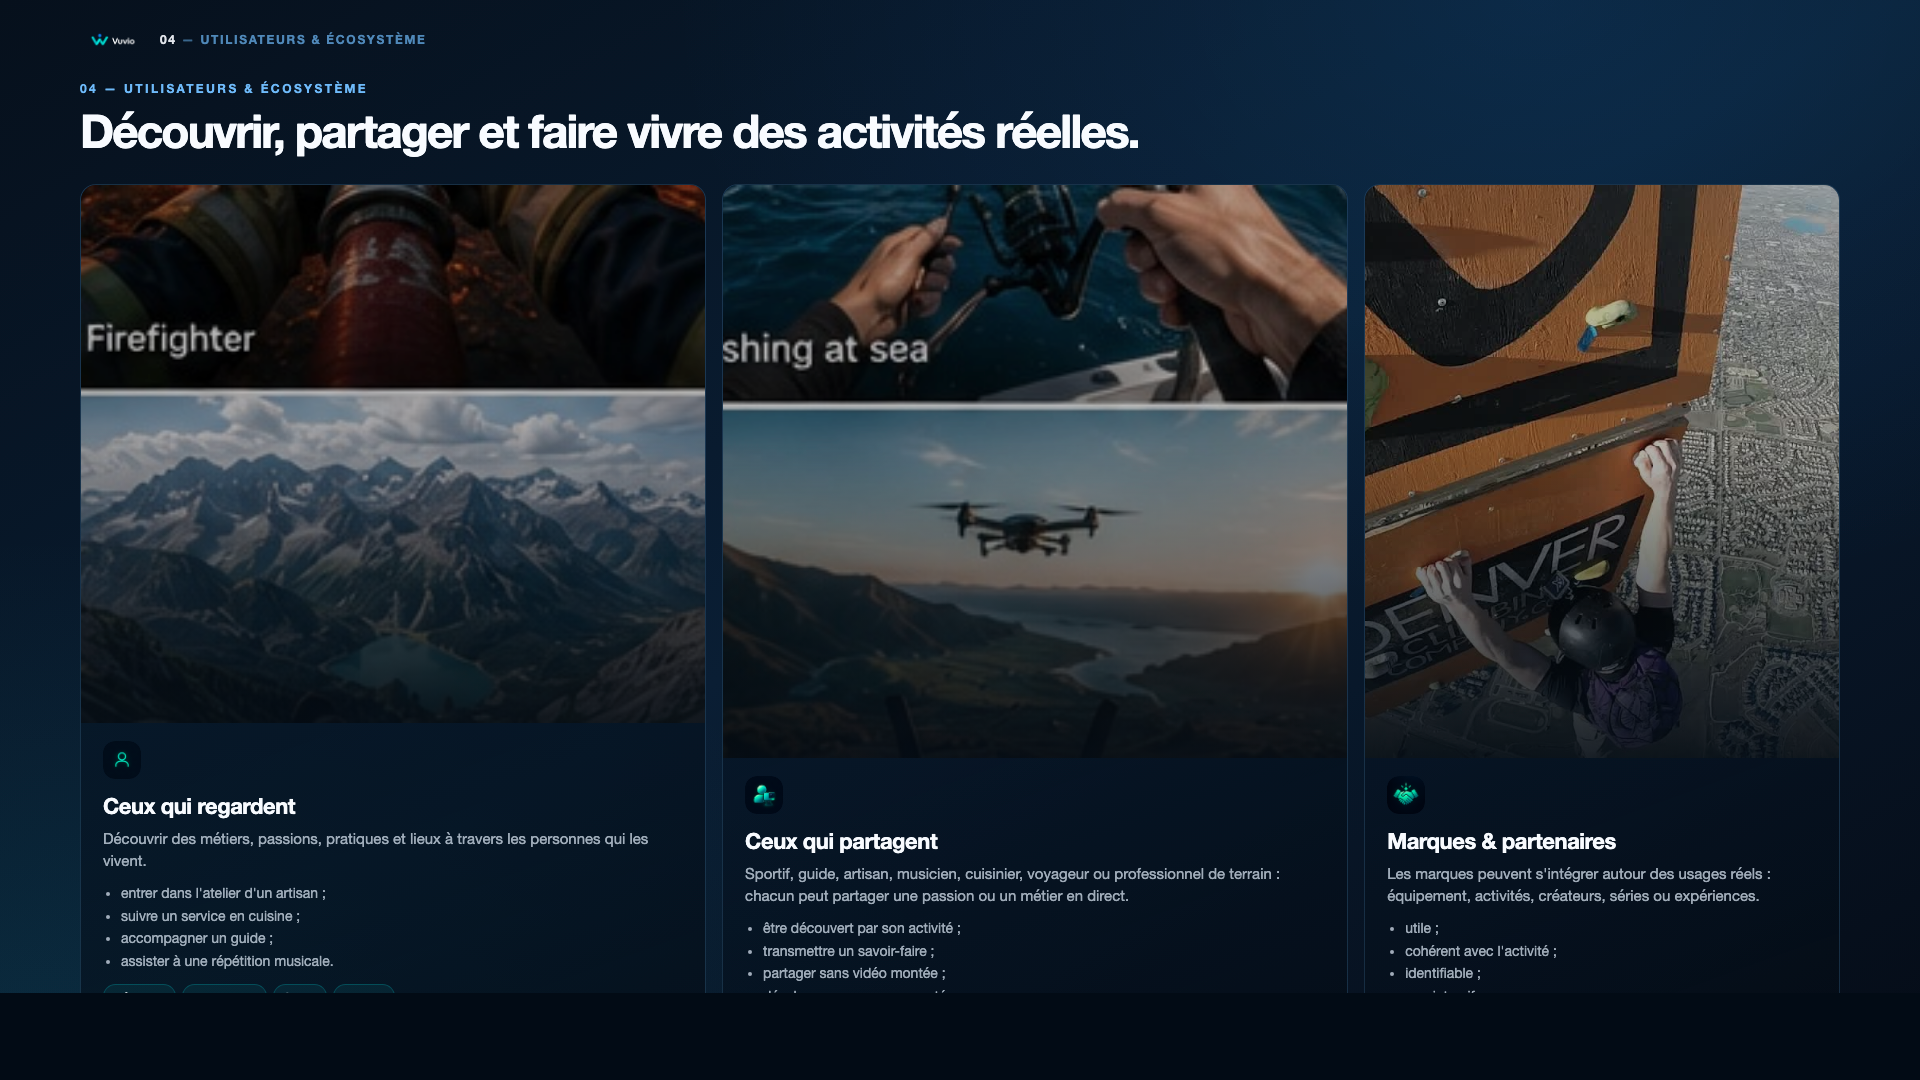 Vuvio 04 — UTILISATEURS & ÉCOSYSTÈME
04 — UTILISATEURS & ÉCOSYSTÈME
Découvrir, partager et faire vivre des activités réelles.
Firefighter
shing at sea
DENVER
Ceux qui regardent
Découvrir des métiers, passions, pratiques et lieux à travers les personnes qui les
vivent.
• entrer dans l'atelier d'un artisan ;
• suivre un service en cuisine ;
• accompagner un guide ;
• assister à une répétition musicale.
Ceux qui partagent
Sportif, guide, artisan, musicien, cuisinier, voyageur ou professionnel de terrain :
chacun peut partager une passion ou un métier en direct.
• être découvert par son activité ;
• transmettre un savoir-faire ;
• partager sans vidéo montée ;
Marques & partenaires
Les marques peuvent s'intégrer autour des usages réels :
équipement, activités, créateurs, séries ou expériences.
• utile ;
• cohérent avec l'activité ;
• identifiable ;